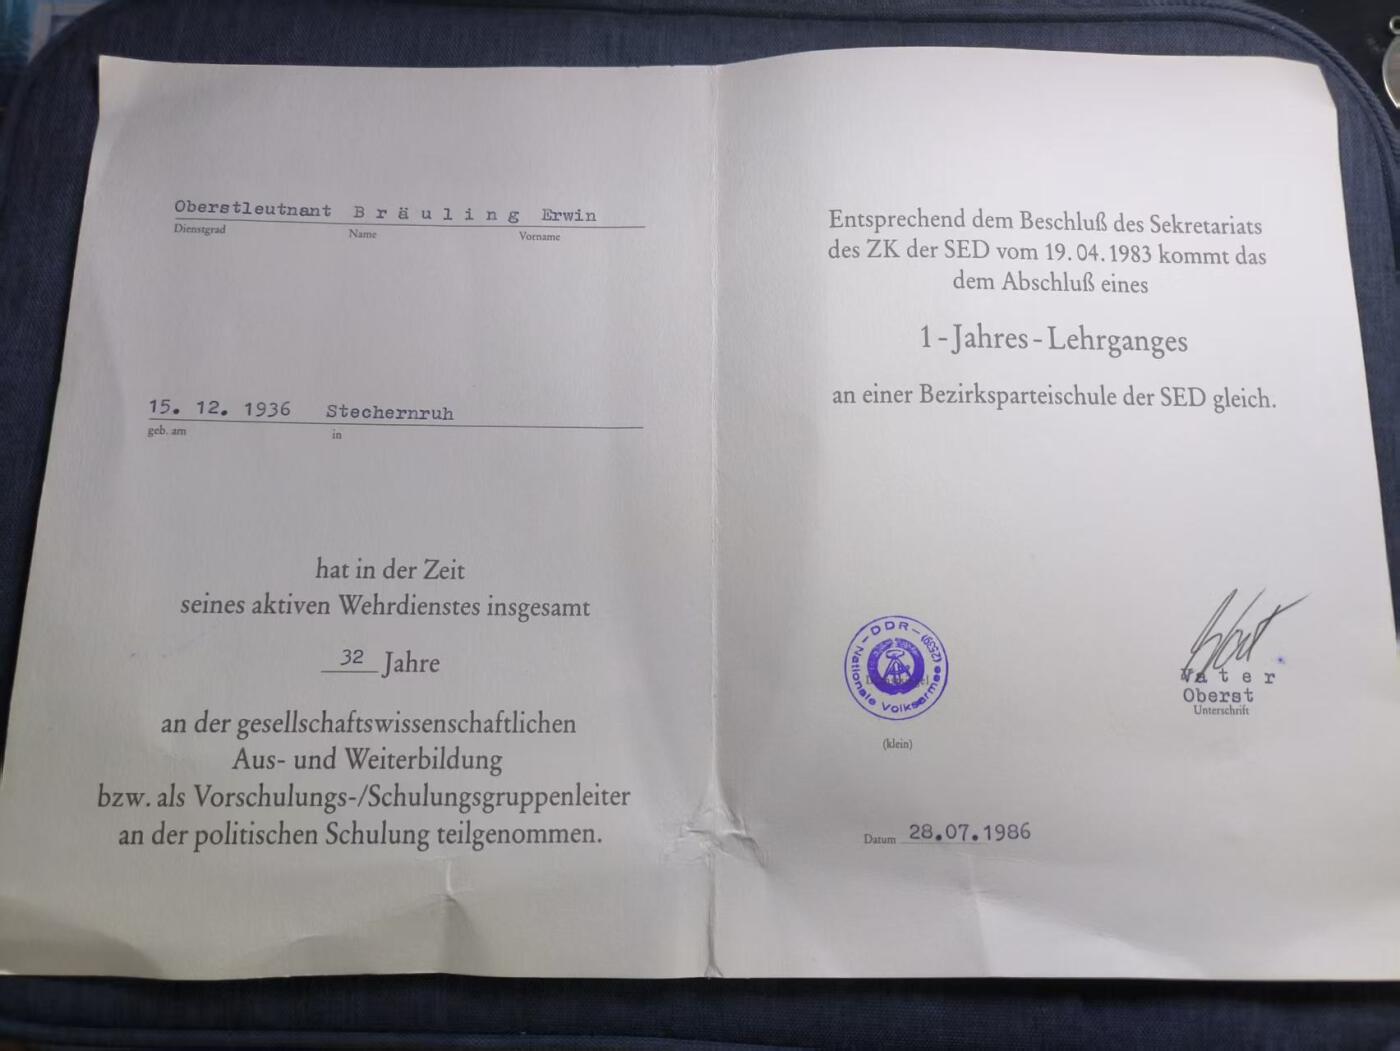 Oberstleutnant B r ä u l i n g Erwin
Dienstgrad Name Vorname
15. 12. 1936 Stechernruh
geb. am in
hat in der Zeit
seines aktiven Wehrdienstes insgesamt
32 Jahre
an der gesellschaftswissenschaftlichen
Aus- und Weiterbildung
bzw. als Vorschulungs-/Schulungsgruppenleiter
an der politischen Schulung teilgenommen.
Entsprechend dem Beschluß des Sekretariats
des ZK der SED vom 19.04.1983 kommt das
dem Abschluß eines
1-Jahres-Lehrganges
an einer Bezirksparteischule der SED gleich.
-DDR-
Nationale Volksarmee
(klein)
V a t e r
Oberst
Unterschrift
Datum 28.07.1986